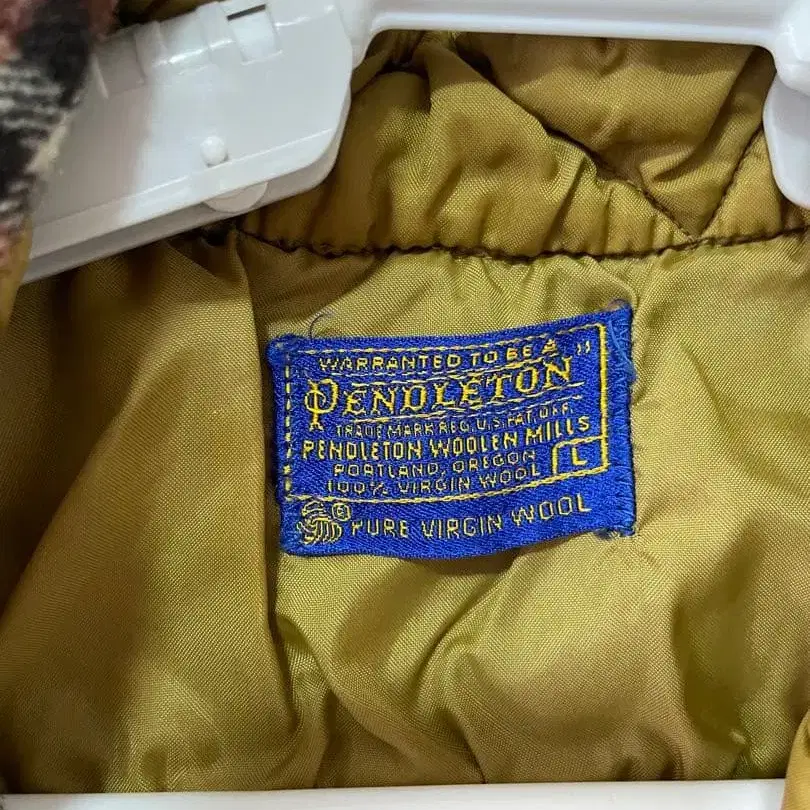 WARRANTED TO BE A
"PENDLETON"
TRADE MARK REG. U.S. PAT. OFF.
PENDLETON WOOLEN MILLS
PORTLAND, OREGON
100% VIRGIN WOOL
L
PURE VIRGIN WOOL